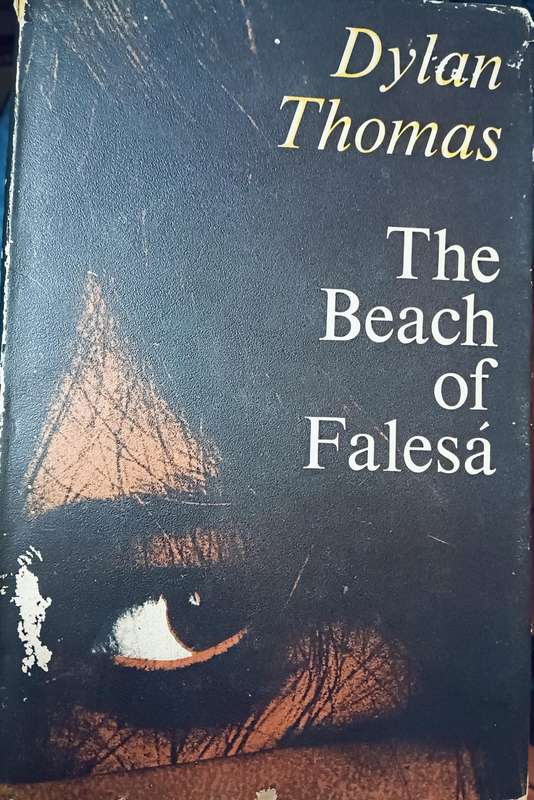 Dylan
Thomas
The
Beach
of
Falesá